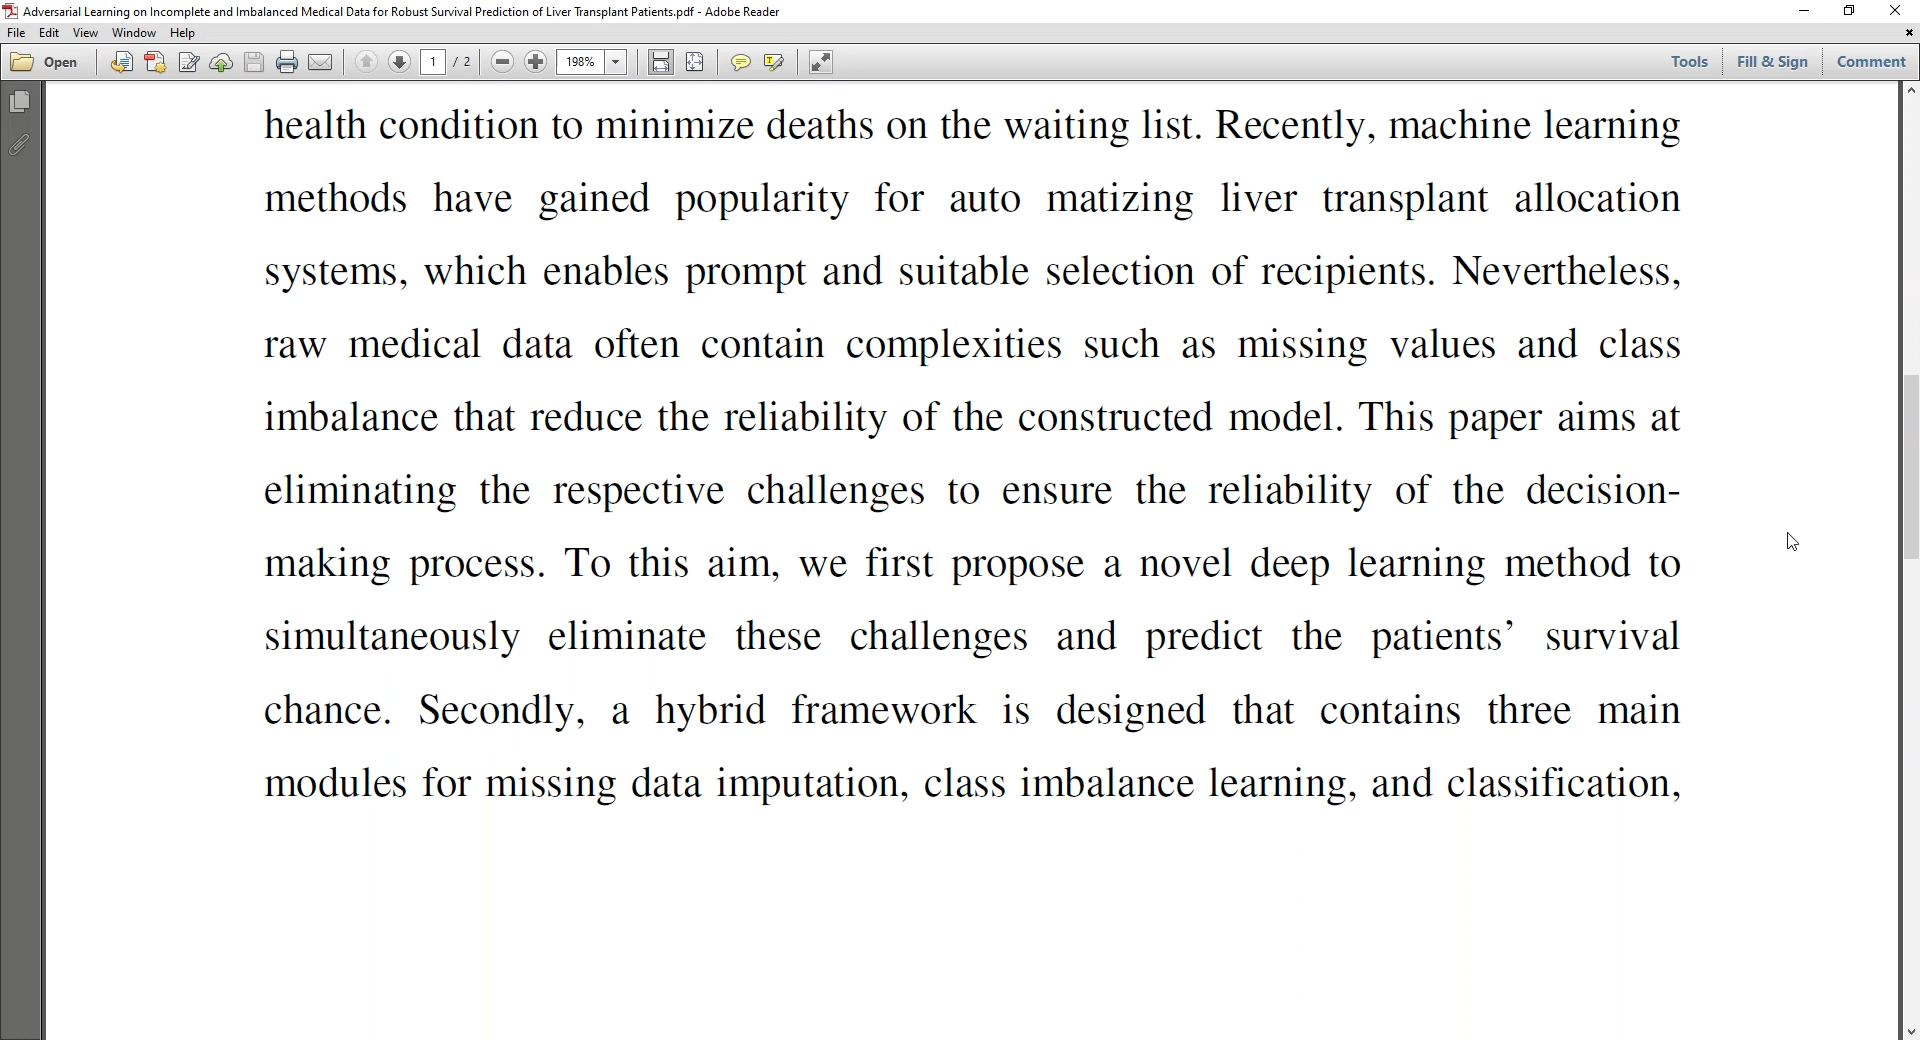 Adversarial Learning on Incomplete and Imbalanced Medical Data for Robust Survival Prediction of Liver Transplant Patients.pdf - Adobe Reader
File Edit View Window Help
Open 1 / 2 198% Tools Fill & Sign Comment
health condition to minimize deaths on the waiting list. Recently, machine learning
methods have gained popularity for auto matizing liver transplant allocation
systems, which enables prompt and suitable selection of recipients. Nevertheless,
raw medical data often contain complexities such as missing values and class
imbalance that reduce the reliability of the constructed model. This paper aims at
eliminating the respective challenges to ensure the reliability of the decision-
making process. To this aim, we first propose a novel deep learning method to
simultaneously eliminate these challenges and predict the patients’ survival
chance. Secondly, a hybrid framework is designed that contains three main
modules for missing data imputation, class imbalance learning, and classification,